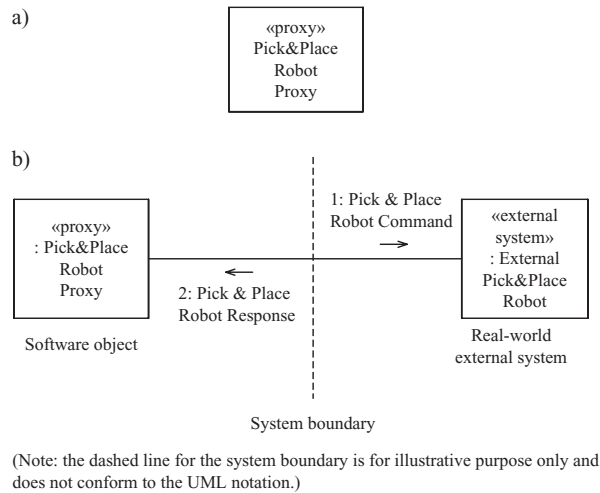 a)
«proxy»
Pick&Place
Robot
Proxy
b)
1: Pick & Place
Robot Command
«proxy»
: Pick&Place
Robot
Proxy
«external
system»
: External
Pick&Place
Robot
2: Pick & Place
Robot Response
Software object
Real-world
external system
System boundary
(Note: the dashed line for the system boundary is for illustrative purpose only and
does not conform to the UML notation.)